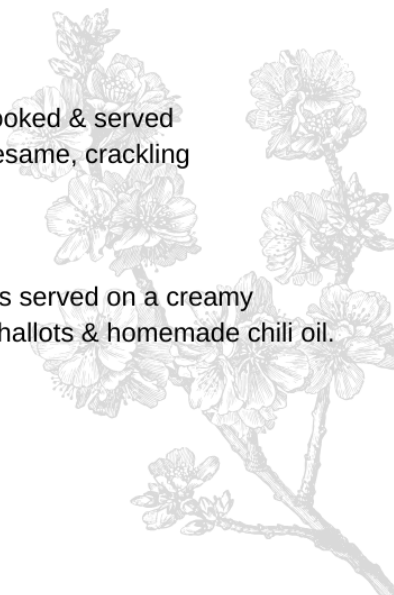 ooked & served
esame, crackling
s served on a creamy
hallots & homemade chili oil.